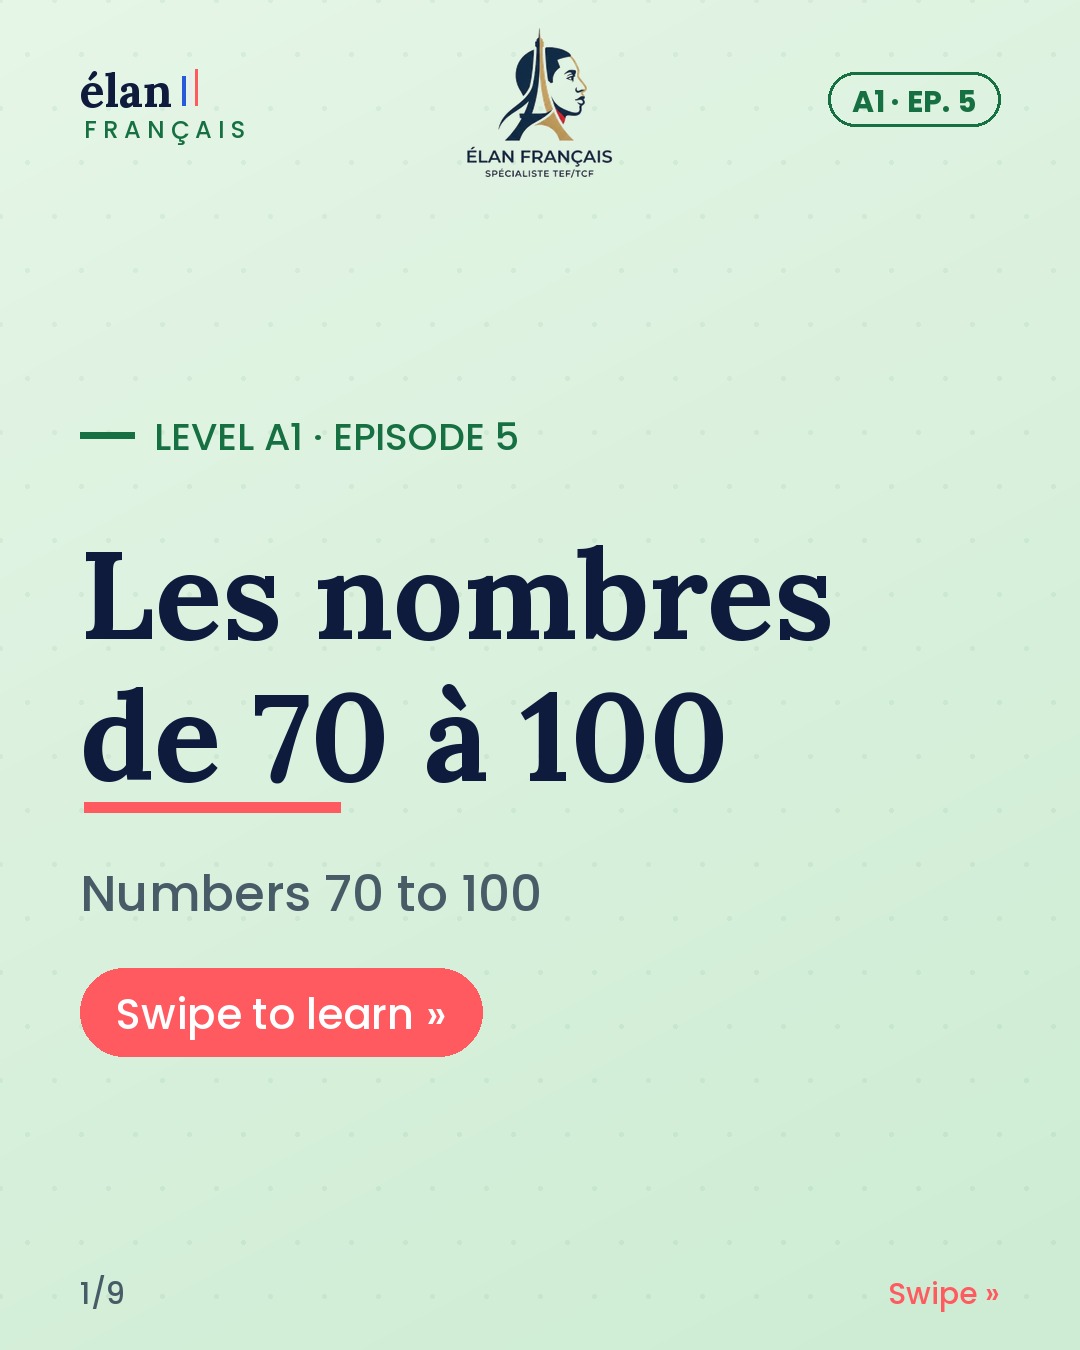 élan
FRANÇAIS
ÉLAN FRANÇAIS
SPÉCIALISTE TEF/TCF
A1 · EP. 5
LEVEL A1 · EPISODE 5
Les nombres
de 70 à 100
Numbers 70 to 100
Swipe to learn »
1/9
Swipe »